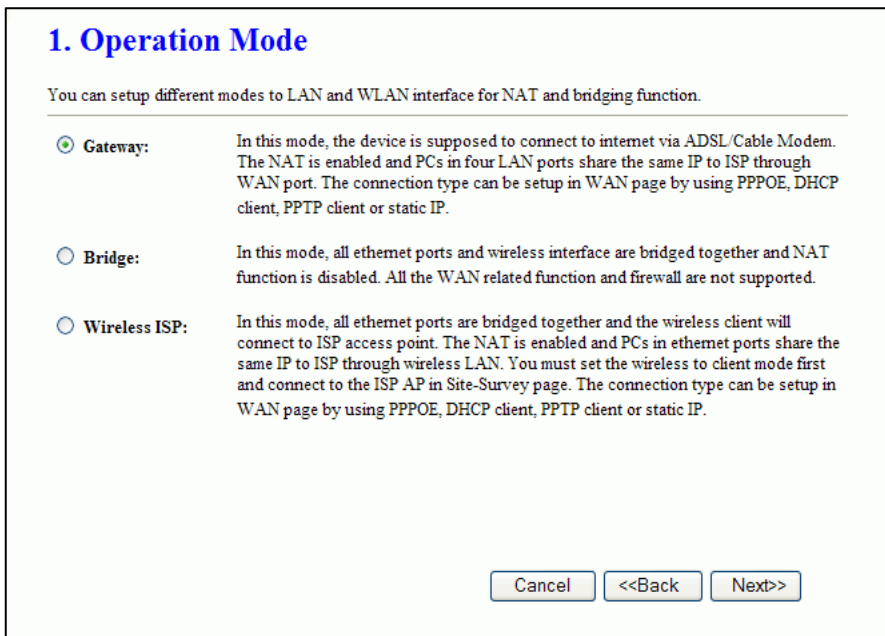 1. Operation Mode
You can setup different modes to LAN and WLAN interface for NAT and bridging function.
Gateway:
In this mode, the device is supposed to connect to internet via ADSL/Cable Modem.
The NAT is enabled and PCs in four LAN ports share the same IP to ISP through
WAN port. The connection type can be setup in WAN page by using PPPOE, DHCP
client, PPTP client or static IP.
Bridge:
In this mode, all ethernet ports and wireless interface are bridged together and NAT
function is disabled. All the WAN related function and firewall are not supported.
Wireless ISP:
In this mode, all ethernet ports are bridged together and the wireless client will
connect to ISP access point. The NAT is enabled and PCs in ethernet ports share the
same IP to ISP through wireless LAN. You must set the wireless to client mode first
and connect to the ISP AP in Site-Survey page. The connection type can be setup in
WAN page by using PPPOE, DHCP client, PPTP client or static IP.
Cancel
<<Back
Next>>